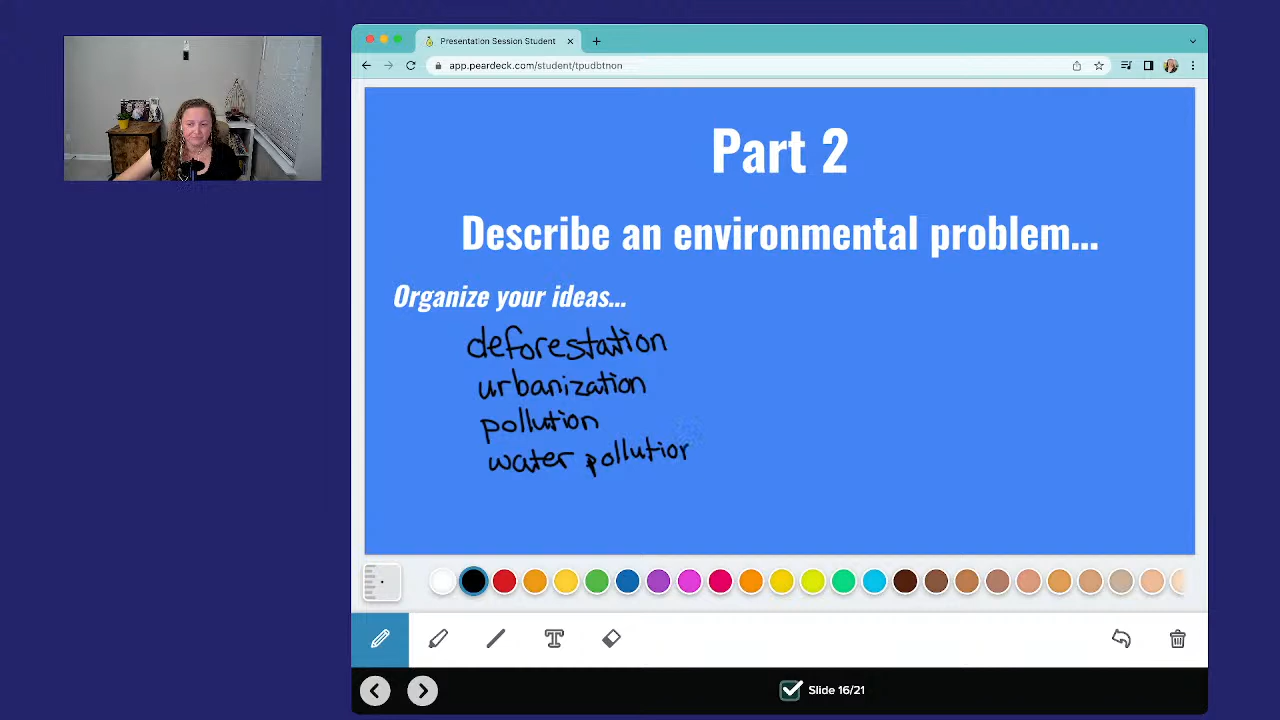 Presentation Session Student
app.peardeck.com/student/tpudbtnon
Part 2
Describe an environmental problem...
Organize your ideas...
deforestation
urbanization
pollution
water pollution
T
Slide 16/21